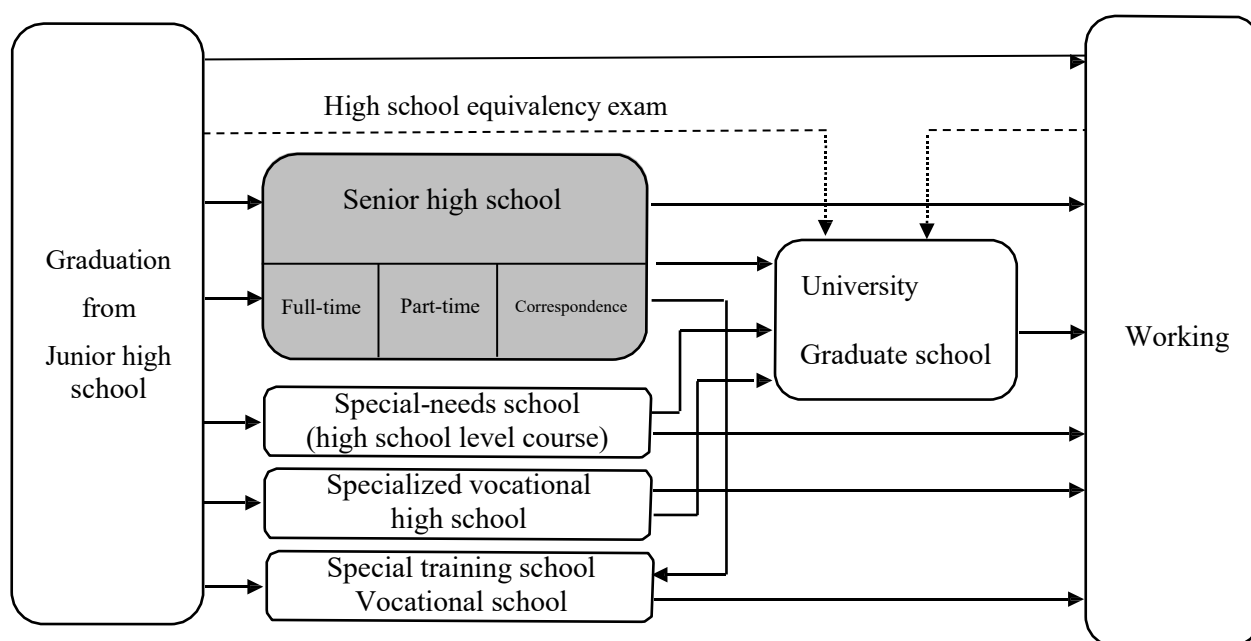 High school equivalency exam
Senior high school
Full-time
Part-time
Correspondence
Graduation
from
Junior high
school
University
Graduate school
Working
Special-needs school
(high school level course)
Specialized vocational
high school
Special training school
Vocational school